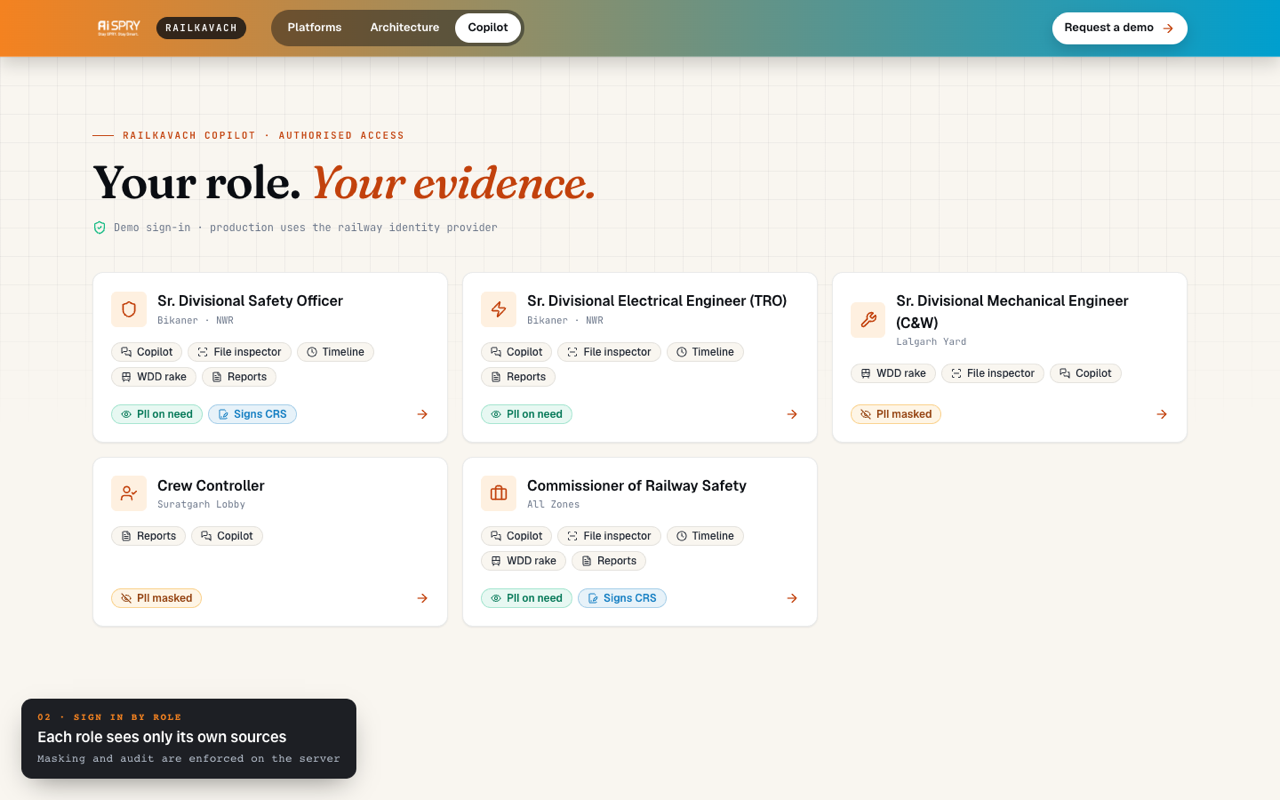 AiSPRY
RAILKAVACH
Platforms
Architecture
Copilot
Request a demo
RAILKAVACH COPILOT · AUTHORISED ACCESS
Your role. Your evidence.
Demo sign-in · production uses the railway identity provider
Sr. Divisional Safety Officer
Bikaner · NWR
Copilot
File inspector
Timeline
WDD rake
Reports
PII on need
Signs CRS
Sr. Divisional Electrical Engineer (TRO)
Bikaner · NWR
Copilot
File inspector
Timeline
Reports
PII on need
Sr. Divisional Mechanical Engineer
(C&W)
Lalgarh Yard
WDD rake
File inspector
Copilot
PII masked
Crew Controller
Suratgarh Lobby
Reports
Copilot
PII masked
Commissioner of Railway Safety
All Zones
Copilot
File inspector
Timeline
WDD rake
Reports
PII on need
Signs CRS
02 · SIGN IN BY ROLE
Each role sees only its own sources
Masking and audit are enforced on the server